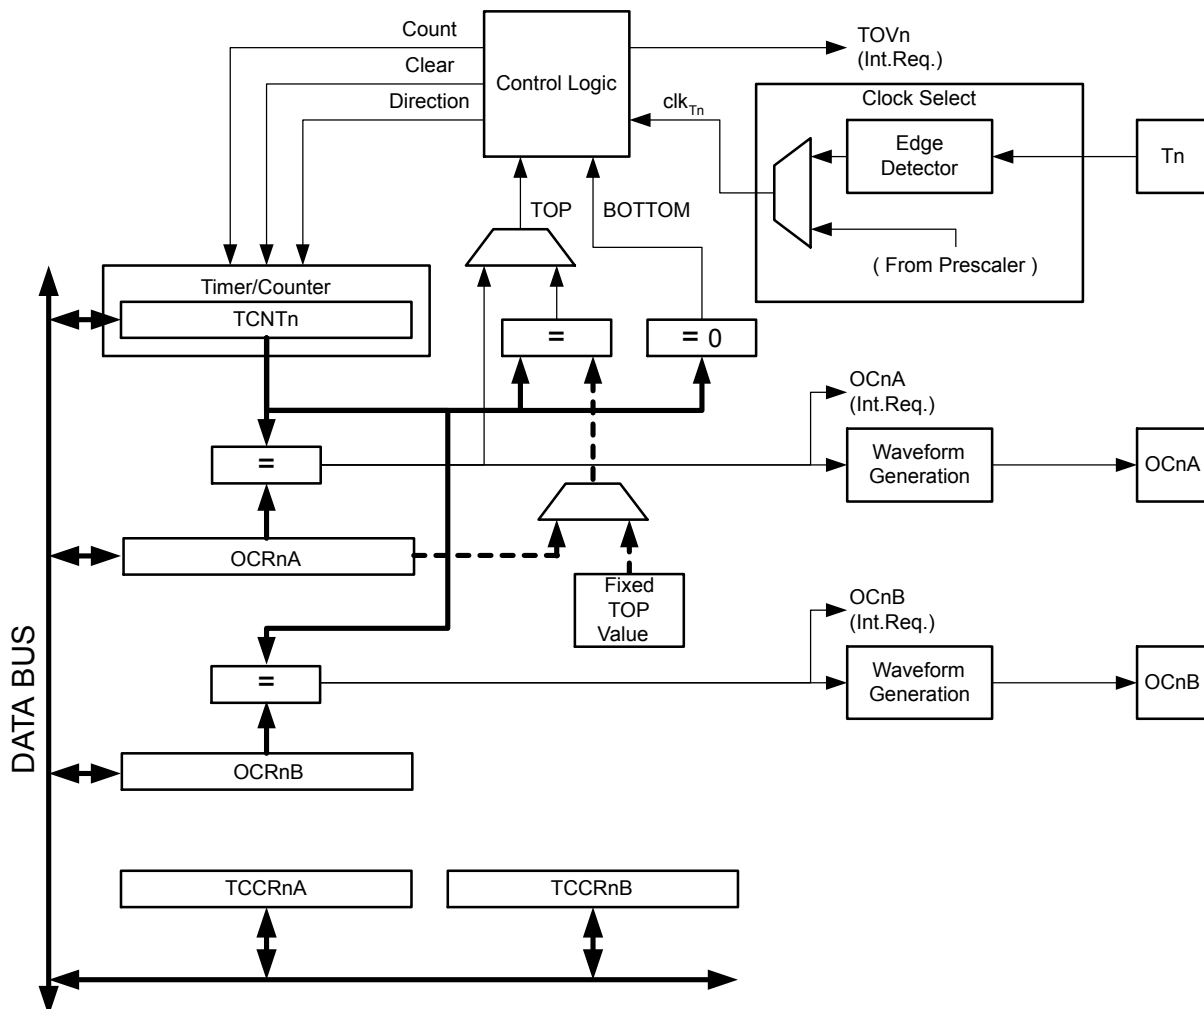 Count
Clear
Direction
Control Logic
TOVn
(Int.Req.)
clkTn
Clock Select
Edge
Detector
Tn
( From Prescaler )
TOP
BOTTOM
Timer/Counter
TCNTn
=
= 0
OCnA
(Int.Req.)
=
Waveform
Generation
OCnA
OCRnA
Fixed
TOP
Value
OCnB
(Int.Req.)
=
Waveform
Generation
OCnB
OCRnB
DATA BUS
TCCRnA
TCCRnB